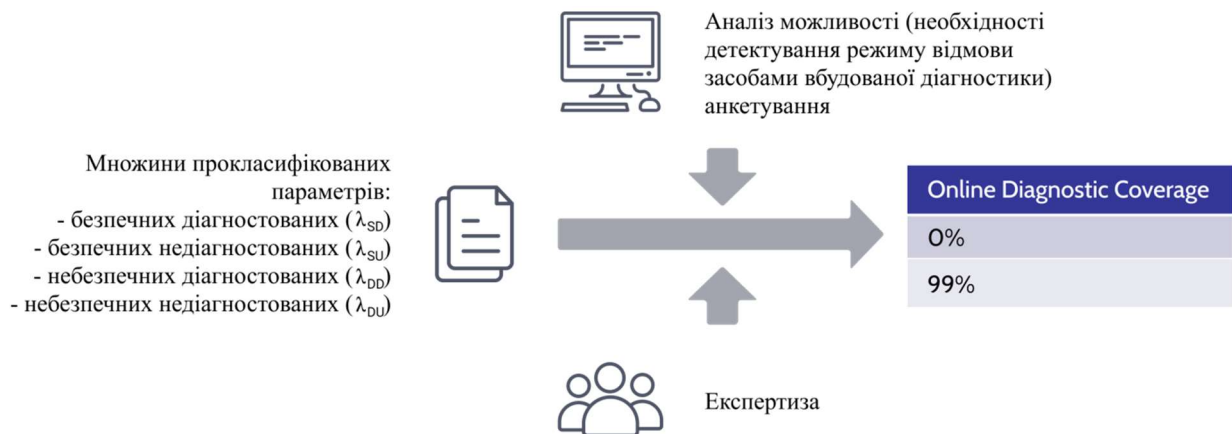 Аналіз можливості (необхідності
детектування режиму відмови
засобами вбудованої діагностики)
анкетування
Множини прокласифікованих
параметрів:
- безпечних діагностованих (λSD)
- безпечних недіагностованих (λSU)
- небезпечних діагностованих (λDD)
- небезпечних недіагностованих (λDU)
Online Diagnostic Coverage
0%
99%
Експертиза